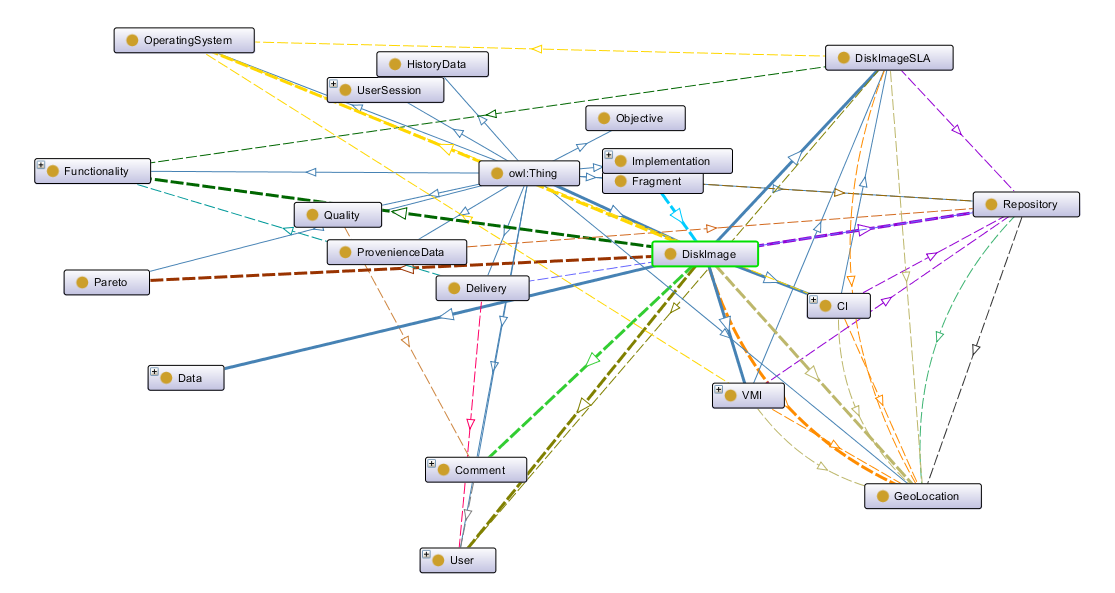 OperatingSystem
DiskImageSLA
HistoryData
UserSession
Objective
Implementation
Functionality
owl:Thing
Fragment
Repository
Quality
ProvenienceData
DiskImage
Pareto
Delivery
CI
Data
VMI
Comment
GeoLocation
User